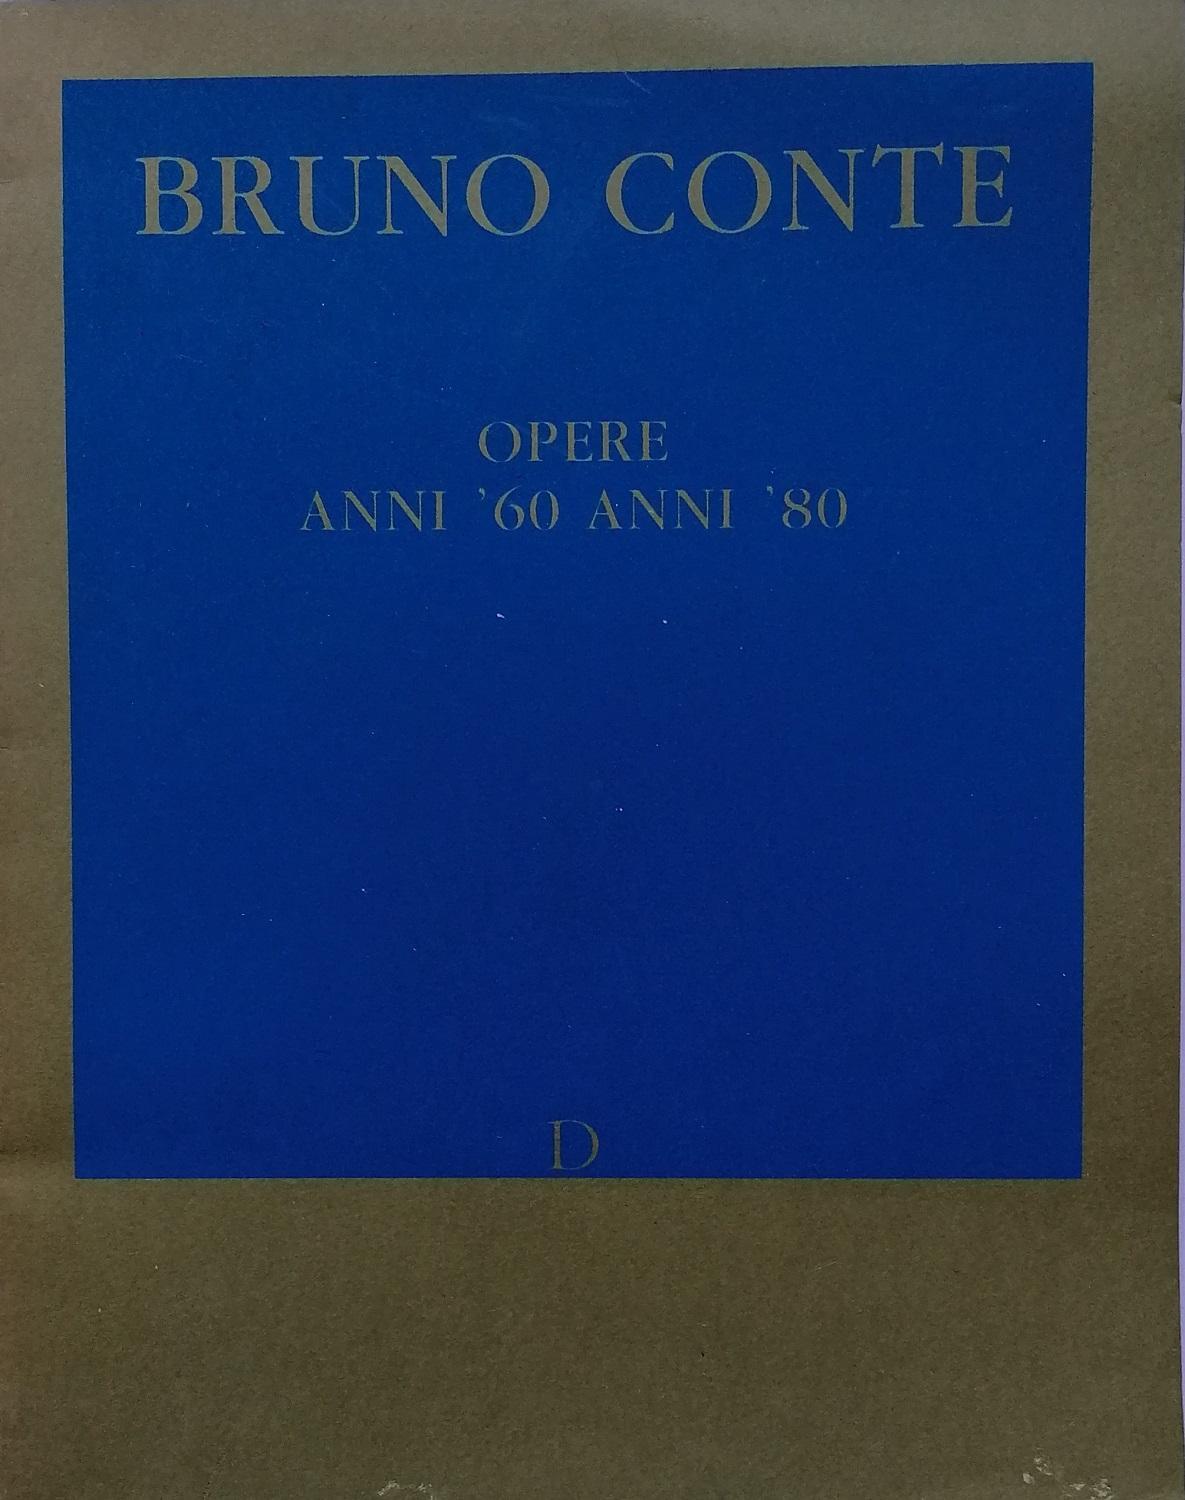 BRUNO CONTE
OPERE
ANNI '60 ANNI '80
D